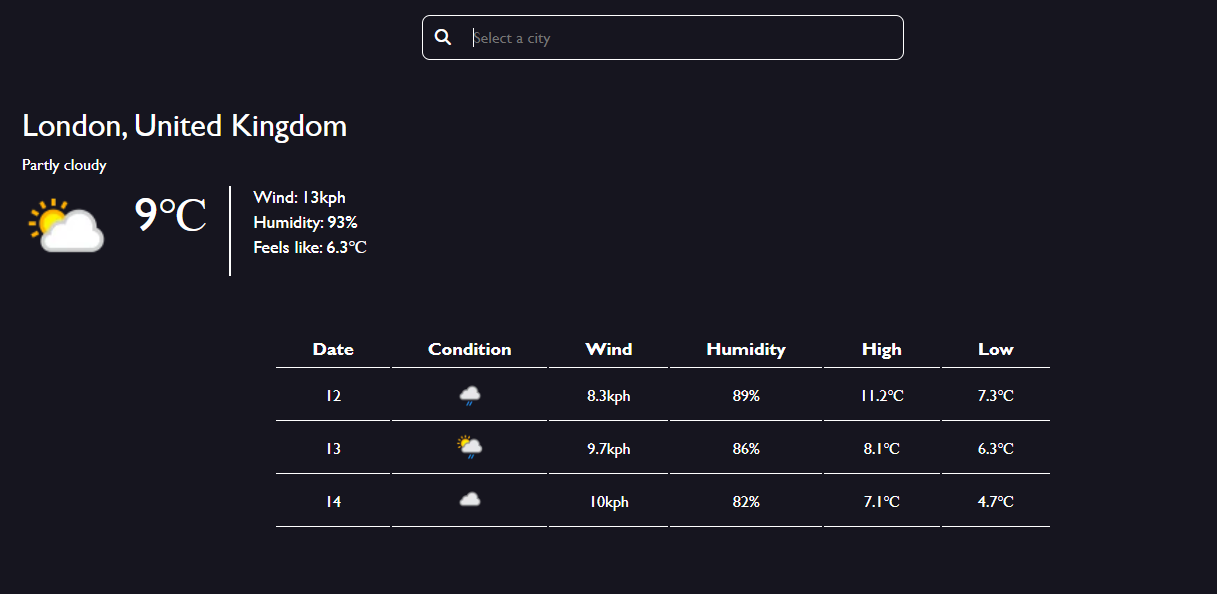 Select a city
London, United Kingdom
Partly cloudy
9°C
Wind: 13kph
Humidity: 93%
Feels like: 6.3°C
Date Condition Wind Humidity High Low
12 8.3kph 89% 11.2°C 7.3°C
13 9.7kph 86% 8.1°C 6.3°C
14 10kph 82% 7.1°C 4.7°C